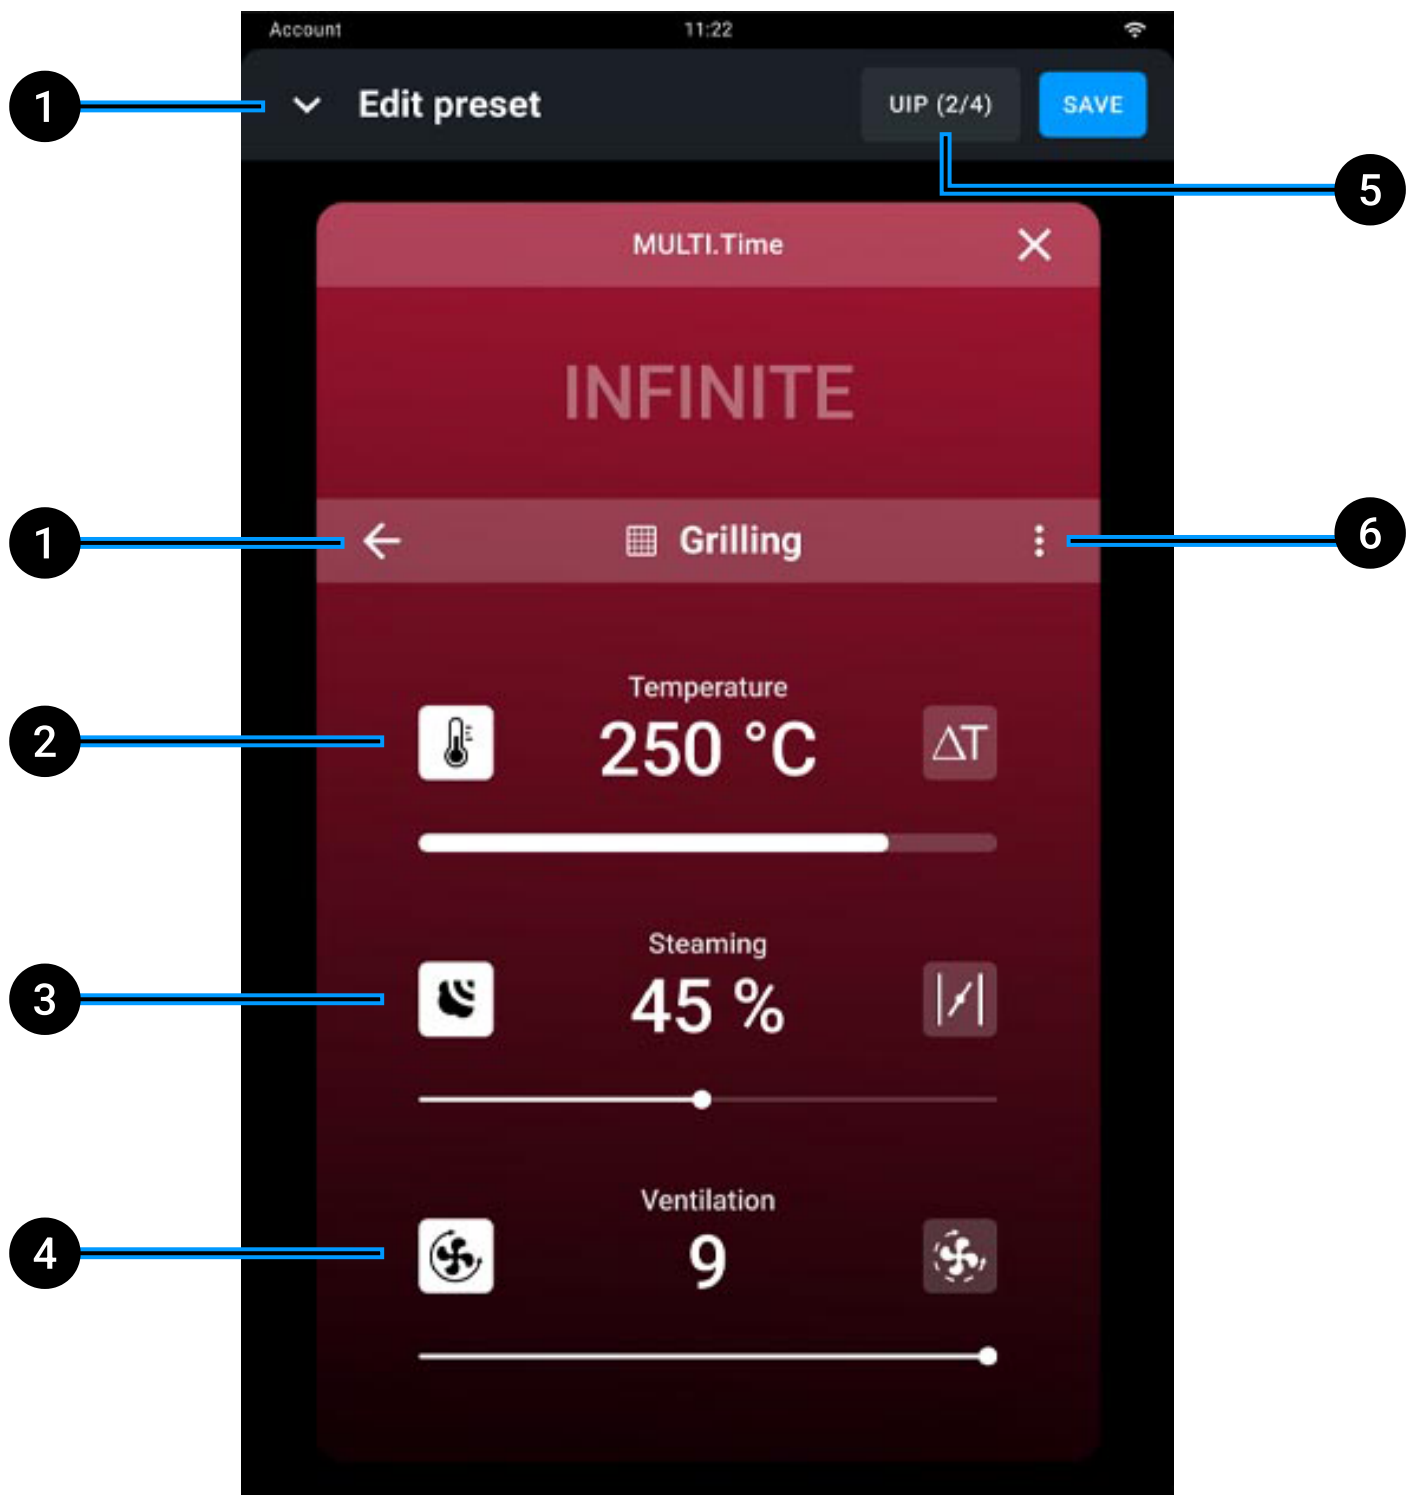 Account 11:22
1 Edit preset UIP (2/4) SAVE
5
MULTI.Time
INFINITE
1 Grilling 6
Temperature
2 250 °C ΔT
Steaming
3 45 %
Ventilation
4 9